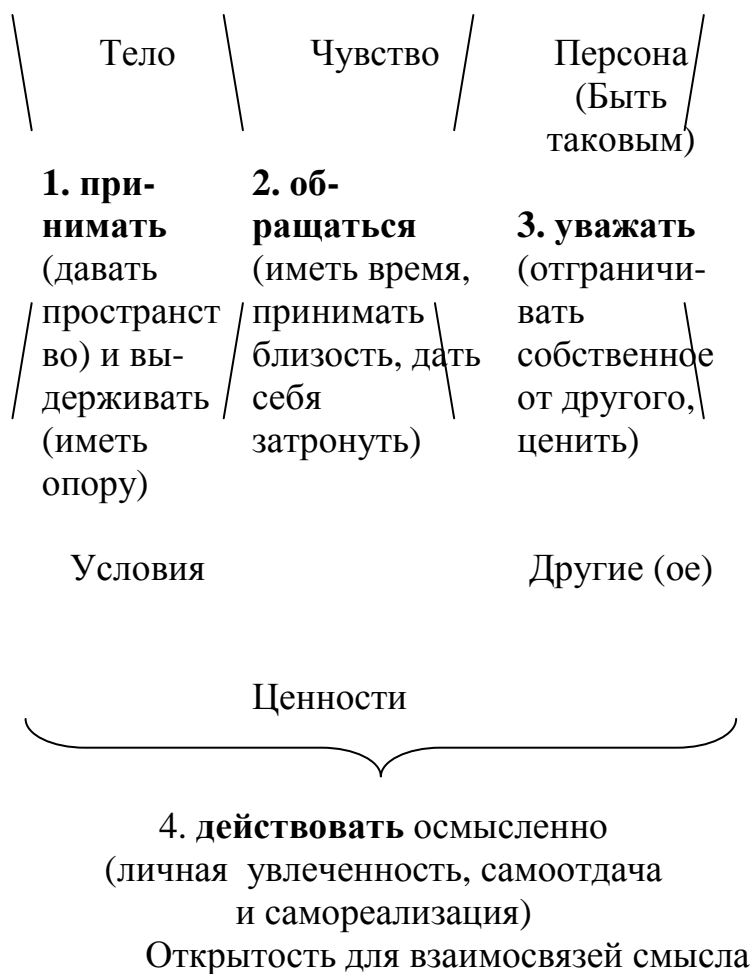 Тело Чувство Персона
(Быть
таковым)
1. при-
нимать
(давать
пространст
во) и вы-
держивать
(иметь
опору)
2. об-
ращаться
(иметь время,
принимать
близость, дать
себя
затронуть)
3. уважать
(отграничи-
вать
собственное
от другого,
ценить)
Условия Другие (ое)
Ценности
4. действовать осмысленно
(личная увлеченность, самоотдача
и самореализация)
Открытость для взаимосвязей смысла